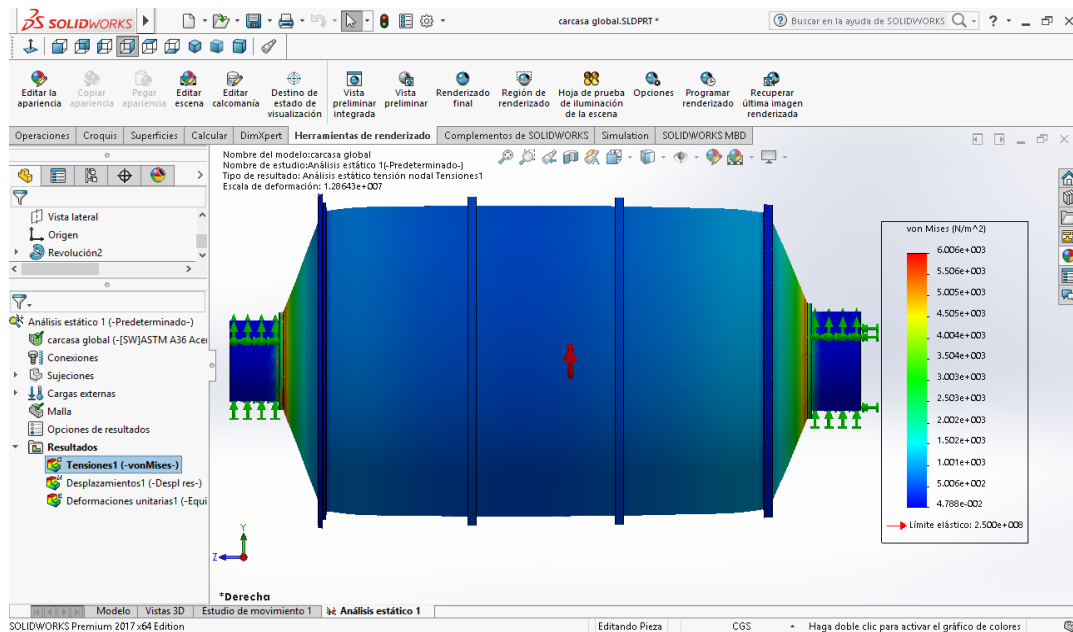 SOLIDWORKS
carcasa global.SLDPRT *
Buscar en la ayuda de SOLIDWORKS
Editar la apariencia
Copiar apariencia
Pegar apariencia
Editar escena
Editar calcomanía
Destino de estado de visualización
Vista preliminar integrada
Vista preliminar
Renderizado final
Región de renderizado
Hoja de prueba de iluminación de la escena
Opciones
Programar renderizado
Recuperar última imagen renderizada
Operaciones Croquis Superficies Calcular DimXpert Herramientas de renderizado Complementos de SOLIDWORKS Simulation SOLIDWORKS MBD
Nombre del modelo:carcasa global
Nombre de estudio:Análisis estático 1(-Predeterminado-)
Tipo de resultado: Análisis estático tensión nodal Tensiones1
Escala de deformación: 1.28643e+007
Vista lateral
Origen
Revolución2
Análisis estático 1 (-Predeterminado-)
carcasa global (-[SW]ASTM A36 Acer
Conexiones
Sujeciones
Cargas externas
Malla
Opciones de resultados
Resultados
Tensiones1 (-vonMises-)
Desplazamientos1 (-Despl res-)
Deformaciones unitarias1 (-Equi
von Mises (N/m^2)
6.006e+003
5.506e+003
5.005e+003
4.505e+003
4.004e+003
3.504e+003
3.003e+003
2.503e+003
2.002e+003
1.502e+003
1.001e+003
5.006e+002
4.788e-002
Límite elástico: 2.500e+008
Y
Z
*Derecha
Modelo Vistas 3D Estudio de movimiento 1 Análisis estático 1
SOLIDWORKS Premium 2017 x64 Edition
Editando Pieza
CGS
Haga doble clic para activar el gráfico de colores